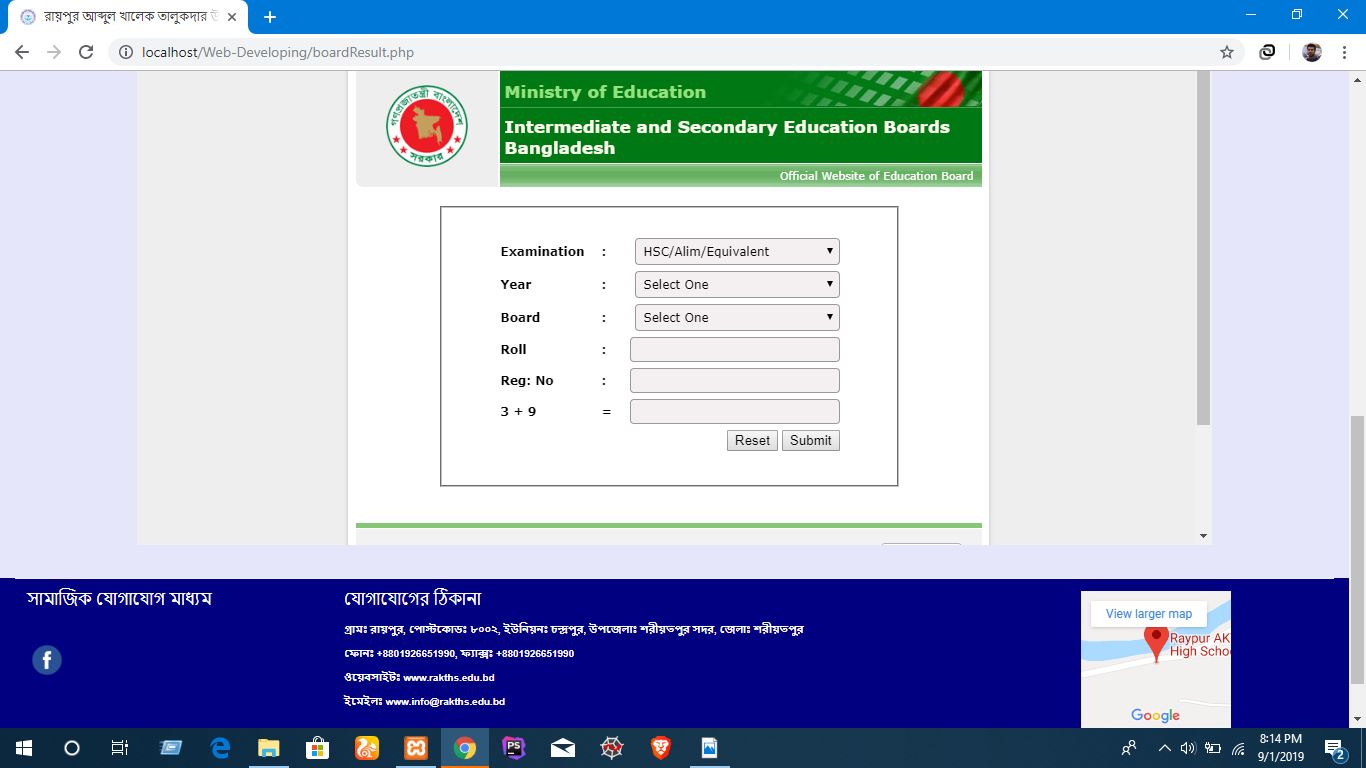 রায়পুর আব্দুল খালেক তালুকদার উ
localhost/Web-Developing/boardResult.php
গণপ্রজাতন্ত্রী বাংলাদেশ
সরকার
Ministry of Education
Intermediate and Secondary Education Boards
Bangladesh
Official Website of Education Board
Examination : HSC/Alim/Equivalent
Year : Select One
Board : Select One
Roll :
Reg: No :
3 + 9 =
Reset Submit
সামাজিক যোগাযোগ মাধ্যম
যোগাযোগের ঠিকানা
গ্রামঃ রায়পুর, পোস্টকোডঃ ৮০০২, ইউনিয়নঃ চন্দ্রপুর, উপজেলাঃ শরীয়তপুর সদর, জেলাঃ শরীয়তপুর
ফোনঃ +8801926651990, ফ্যাক্সঃ +8801926651990
ওয়েবসাইটঃ www.rakths.edu.bd
ইমেইলঃ www.info@rakths.edu.bd
View larger map
Raypur AK
High Schoo
Google
PS
8:14 PM
9/1/2019
2